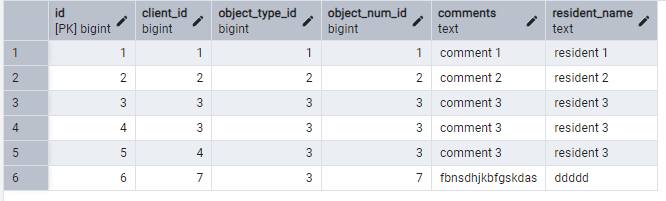 id client_id object_type_id object_num_id comments resident_name
[PK] bigint bigint bigint bigint text text
1 1 1 1 1 comment 1 resident 1
2 2 2 2 2 comment 2 resident 2
3 3 3 3 3 comment 3 resident 3
4 4 3 3 3 comment 3 resident 3
5 5 4 3 3 comment 3 resident 3
6 6 7 3 7 fbnsdhjkbfgskdas ddddd